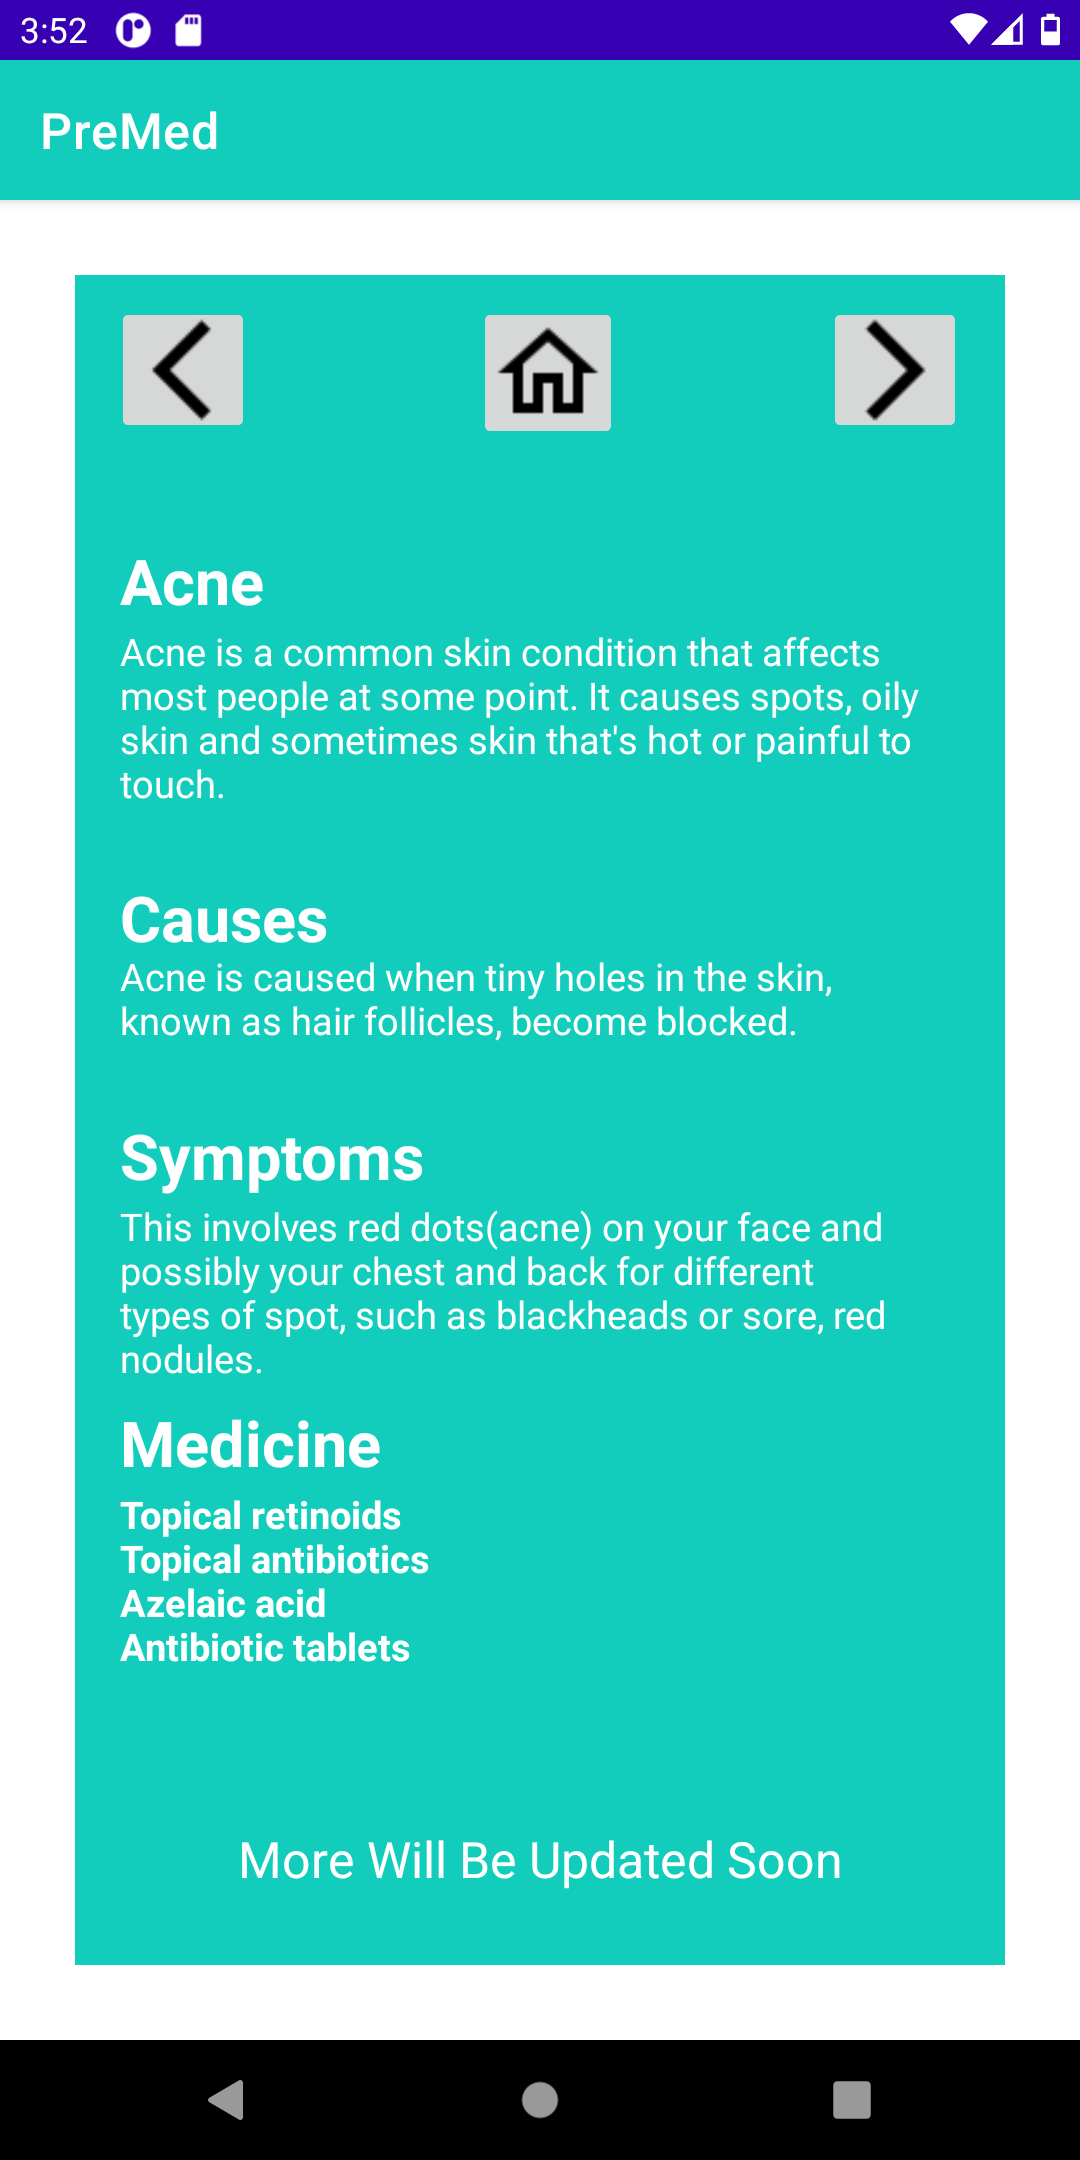 3:52
PreMed
Acne
Acne is a common skin condition that affects
most people at some point. It causes spots, oily
skin and sometimes skin that's hot or painful to
touch.
Causes
Acne is caused when tiny holes in the skin,
known as hair follicles, become blocked.
Symptoms
This involves red dots(acne) on your face and
possibly your chest and back for different
types of spot, such as blackheads or sore, red
nodules.
Medicine
Topical retinoids
Topical antibiotics
Azelaic acid
Antibiotic tablets
More Will Be Updated Soon